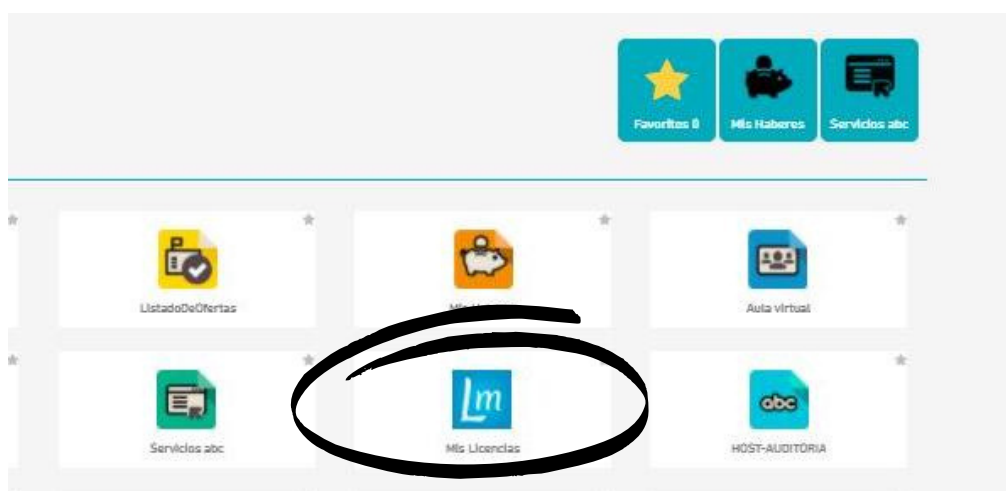 Favoritos 0
Mis Haberes
Servicios abc
ListadoDeOfertas
Aula virtual
Servicios abc
Lm
Mis Licencias
abc
HOST-AUDITORIA